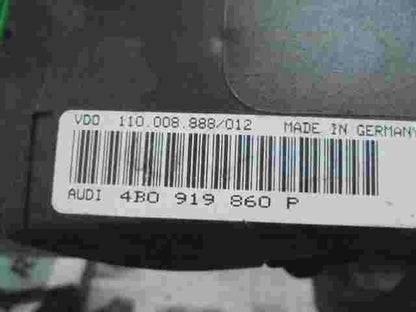 VDO 110.008.888/012 MADE IN GERMANY
AUDI 4B0 919 860 P